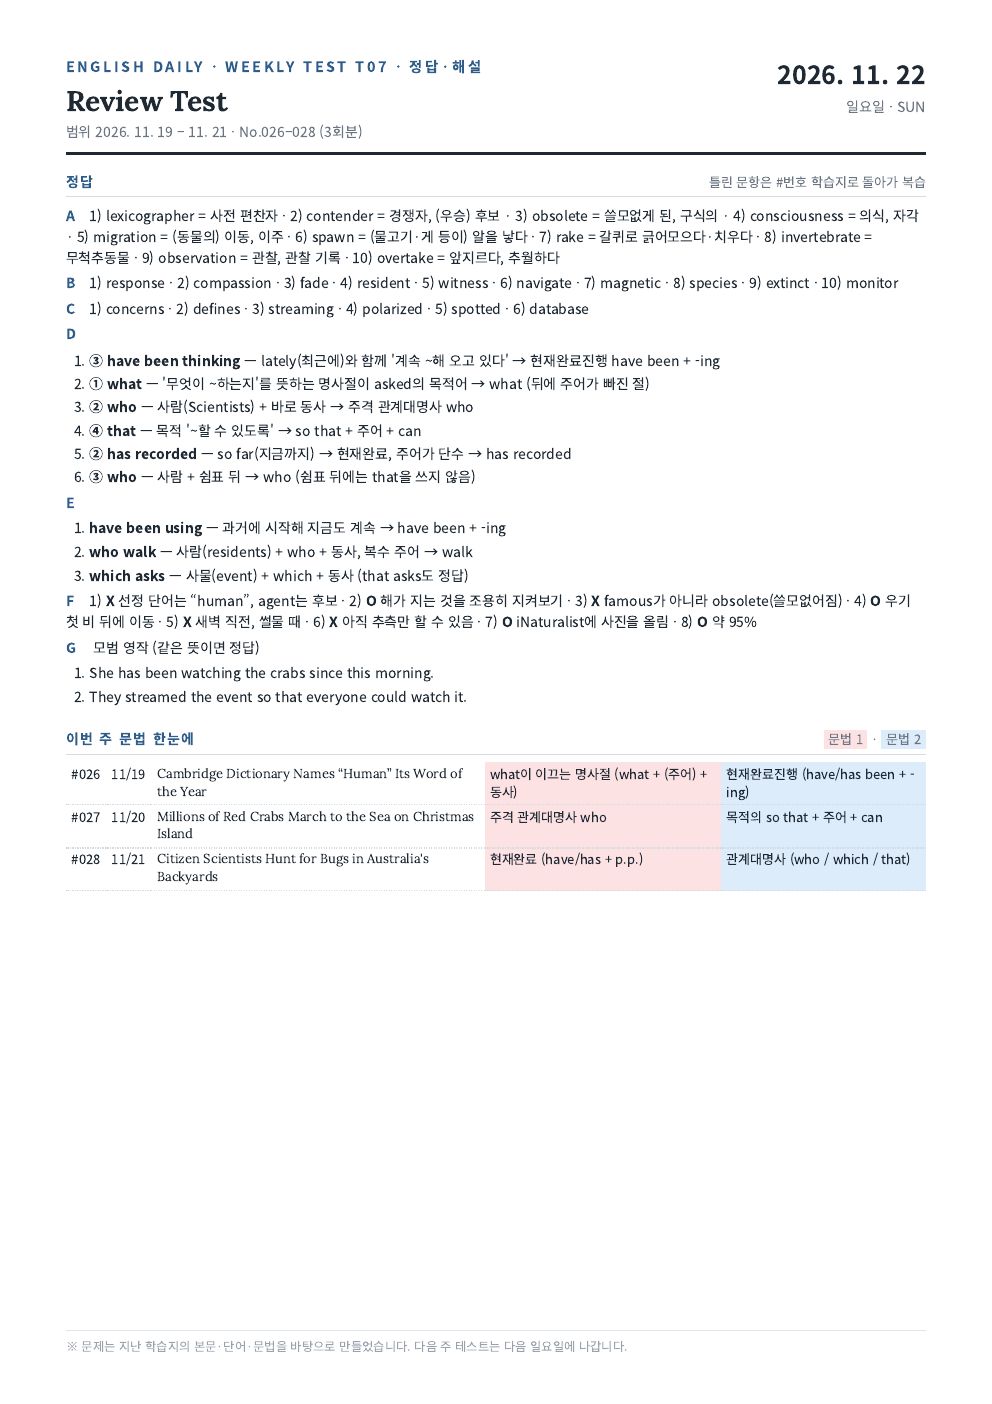 ENGLISH DAILY · WEEKLY TEST T07 · 정답·해설
Review Test
범위 2026. 11. 19 – 11. 21 · No.026–028 (3회분)
2026. 11. 22
일요일 · SUN
정답
틀린 문항은 #번호 학습지로 돌아가 복습
A 1) lexicographer = 사전 편찬자 · 2) contender = 경쟁자, (우승) 후보 · 3) obsolete = 쓸모없게 된, 구식의 · 4) consciousness = 의식, 자각
· 5) migration = (동물의) 이동, 이주 · 6) spawn = (물고기·게 등이) 알을 낳다 · 7) rake = 갈퀴로 긁어모으다·치우다 · 8) invertebrate =
무척추동물 · 9) observation = 관찰, 관찰 기록 · 10) overtake = 앞지르다, 추월하다
B 1) response · 2) compassion · 3) fade · 4) resident · 5) witness · 6) navigate · 7) magnetic · 8) species · 9) extinct · 10) monitor
C 1) concerns · 2) defines · 3) streaming · 4) polarized · 5) spotted · 6) database
D
1. ③ have been thinking — lately(최근에)와 함께 '계속 ~해 오고 있다' → 현재완료진행 have been + -ing
2. ① what — '무엇이 ~하는지'를 뜻하는 명사절이 asked의 목적어 → what (뒤에 주어가 빠진 절)
3. ② who — 사람(Scientists) + 바로 동사 → 주격 관계대명사 who
4. ④ that — 목적 '~할 수 있도록' → so that + 주어 + can
5. ② has recorded — so far(지금까지) → 현재완료, 주어가 단수 → has recorded
6. ③ who — 사람 + 쉼표 뒤 → who (쉼표 뒤에는 that을 쓰지 않음)
E
1. have been using — 과거에 시작해 지금도 계속 → have been + -ing
2. who walk — 사람(residents) + who + 동사, 복수 주어 → walk
3. which asks — 사물(event) + which + 동사 (that asks도 정답)
F 1) X 선정 단어는 “human”, agent는 후보 · 2) O 해가 지는 것을 조용히 지켜보기 · 3) X famous가 아니라 obsolete(쓸모없어짐) · 4) O 우기
첫 비 뒤에 이동 · 5) X 새벽 직전, 썰물 때 · 6) X 아직 추측만 할 수 있음 · 7) O iNaturalist에 사진을 올림 · 8) O 약 95%
G 모범 영작 (같은 뜻이면 정답)
1. She has been watching the crabs since this morning.
2. They streamed the event so that everyone could watch it.
이번 주 문법 한눈에
문법 1 · 문법 2
#026 11/19 Cambridge Dictionary Names “Human” Its Word of what이 이끄는 명사절 (what + (주어) + 현재완료진행 (have/has been + -
the Year 동사) ing)
#027 11/20 Millions of Red Crabs March to the Sea on Christmas 주격 관계대명사 who 목적의 so that + 주어 + can
Island
#028 11/21 Citizen Scientists Hunt for Bugs in Australia's 현재완료 (have/has + p.p.) 관계대명사 (who / which / that)
Backyards
※ 문제는 지난 학습지의 본문·단어·문법을 바탕으로 만들었습니다. 다음 주 테스트는 다음 일요일에 나갑니다.